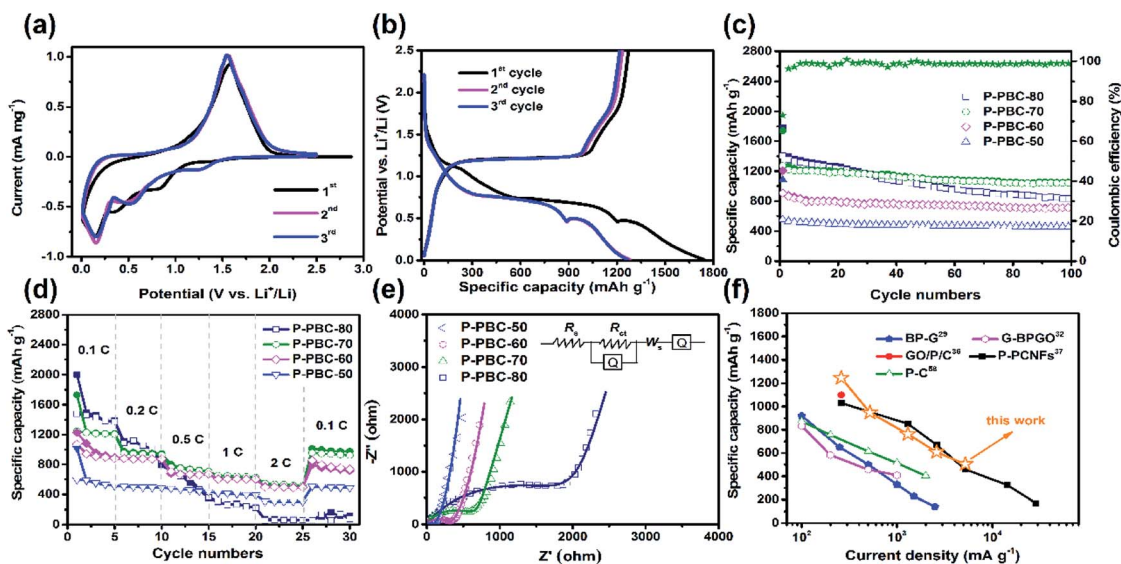 (a)
Current (mA mg⁻¹)
1.0
0.5
0.0
-0.5
-1.0
1ˢᵗ
2ⁿᵈ
3ʳᵈ
0.0 0.5 1.0 1.5 2.0 2.5 3.0
Potential (V vs. Li⁺/Li)
(b)
Potential vs. Li⁺/Li (V)
2.5
2.0
1.5
1.0
0.5
0.0
1ˢᵗ cycle
2ⁿᵈ cycle
3ʳᵈ cycle
0 300 600 900 1200 1500 1800
Specific capacity (mAh g⁻¹)
(c)
Specific capacity (mAh g⁻¹)
2800
2400
2000
1600
1200
800
400
0
P-PBC-80
P-PBC-70
P-PBC-60
P-PBC-50
100
80
60
40
20
0
Coulombic efficiency (%)
0 20 40 60 80 100
Cycle numbers
(d)
Specific capacity (mAh g⁻¹)
2800
2400
2000
1600
1200
800
400
0
P-PBC-80
P-PBC-70
P-PBC-60
P-PBC-50
0.1 C
0.2 C
0.5 C
1 C
2 C
0.1 C
0 5 10 15 20 25 30
Cycle numbers
(e)
-Z'' (ohm)
4000
3000
2000
1000
0
P-PBC-50
P-PBC-60
P-PBC-70
P-PBC-80
Rct
Ws
Q
Q
0 500 1000 1500 2000 2500 3000 3500 4000
Z' (ohm)
(f)
Specific capacity (mAh g⁻¹)
1800
1600
1400
1200
1000
800
600
400
200
0
BP-G²⁹
G-BPGO³²
GO/P/C³⁶
P-PCNFs³⁷
this work
10² 10³ 10⁴
Current density (mA g⁻¹)